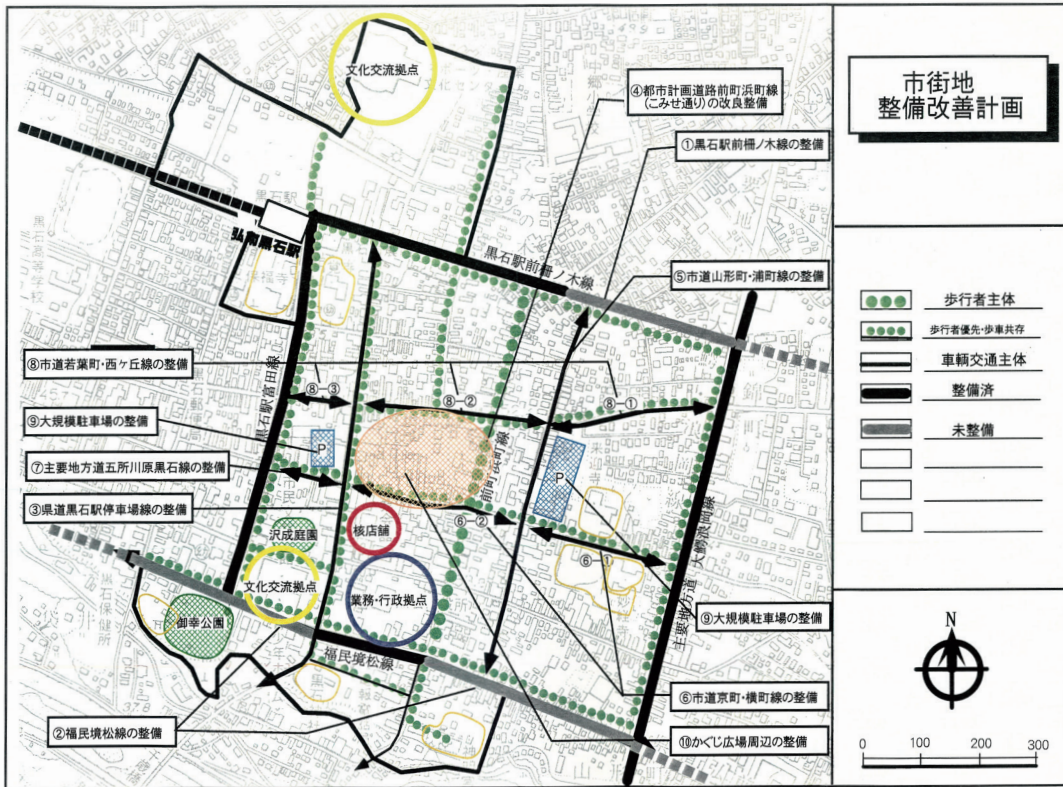 市街地
整備改善計画
文化交流拠点
④都市計画道路前町浜町線
(こみせ通り)の改良整備
①黒石駅前柵ノ木線の整備
弘南黒石駅
黒石駅前柵ノ木線
⑤市道山形町・浦町線の整備
⑧市道若葉町・西ケ丘線の整備
黒石駅富田線
⑧-③
⑧-②
⑧-①
⑨大規模駐車場の整備
P
P
前町浜町線
⑦主要地方道五所川原黒石線の整備
③県道黒石駅停車場線の整備
核店舗
⑥-②
⑥-①
沢成庭園
文化交流拠点
業務・行政拠点
主要地方道 大鰐浪岡線
⑨大規模駐車場の整備
御幸公園
福民境松線
⑥市道京町・横町線の整備
②福民境松線の整備
⑩かぐじ広場周辺の整備
歩行者主体
歩行者優先・歩車共存
車輌交通主体
整備済
未整備
N
0 100 200 300